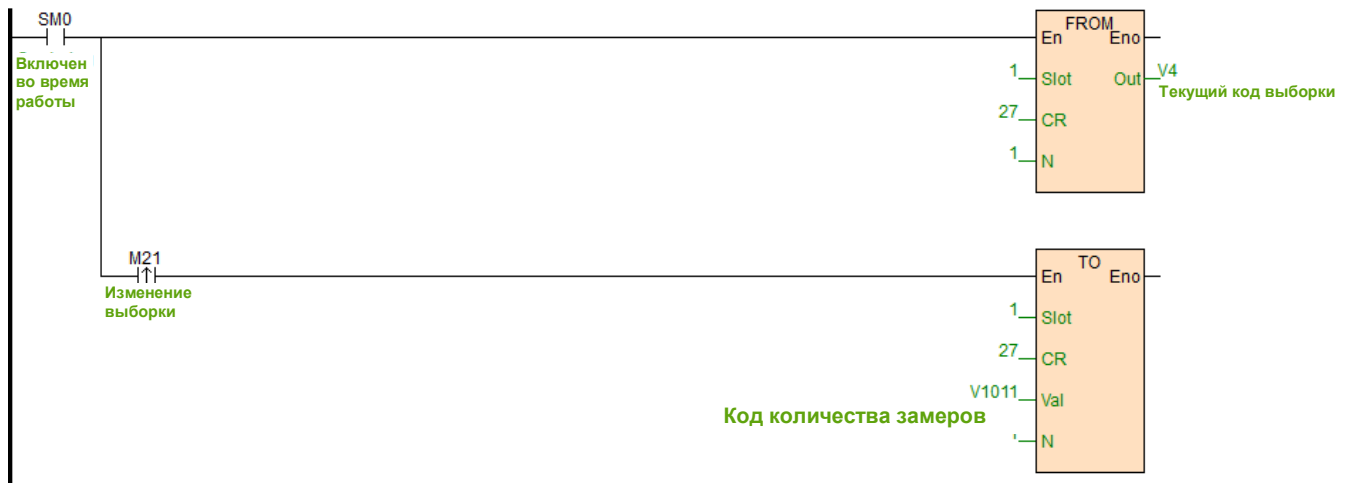 SM0
Включен
во время
работы
FROM
En
Eno
1
Slot
Out
V4
Текущий код выборки
27
CR
1
N
M21
Изменение
выборки
TO
En
Eno
1
Slot
27
CR
V1011
Val
Код количества замеров
'
N